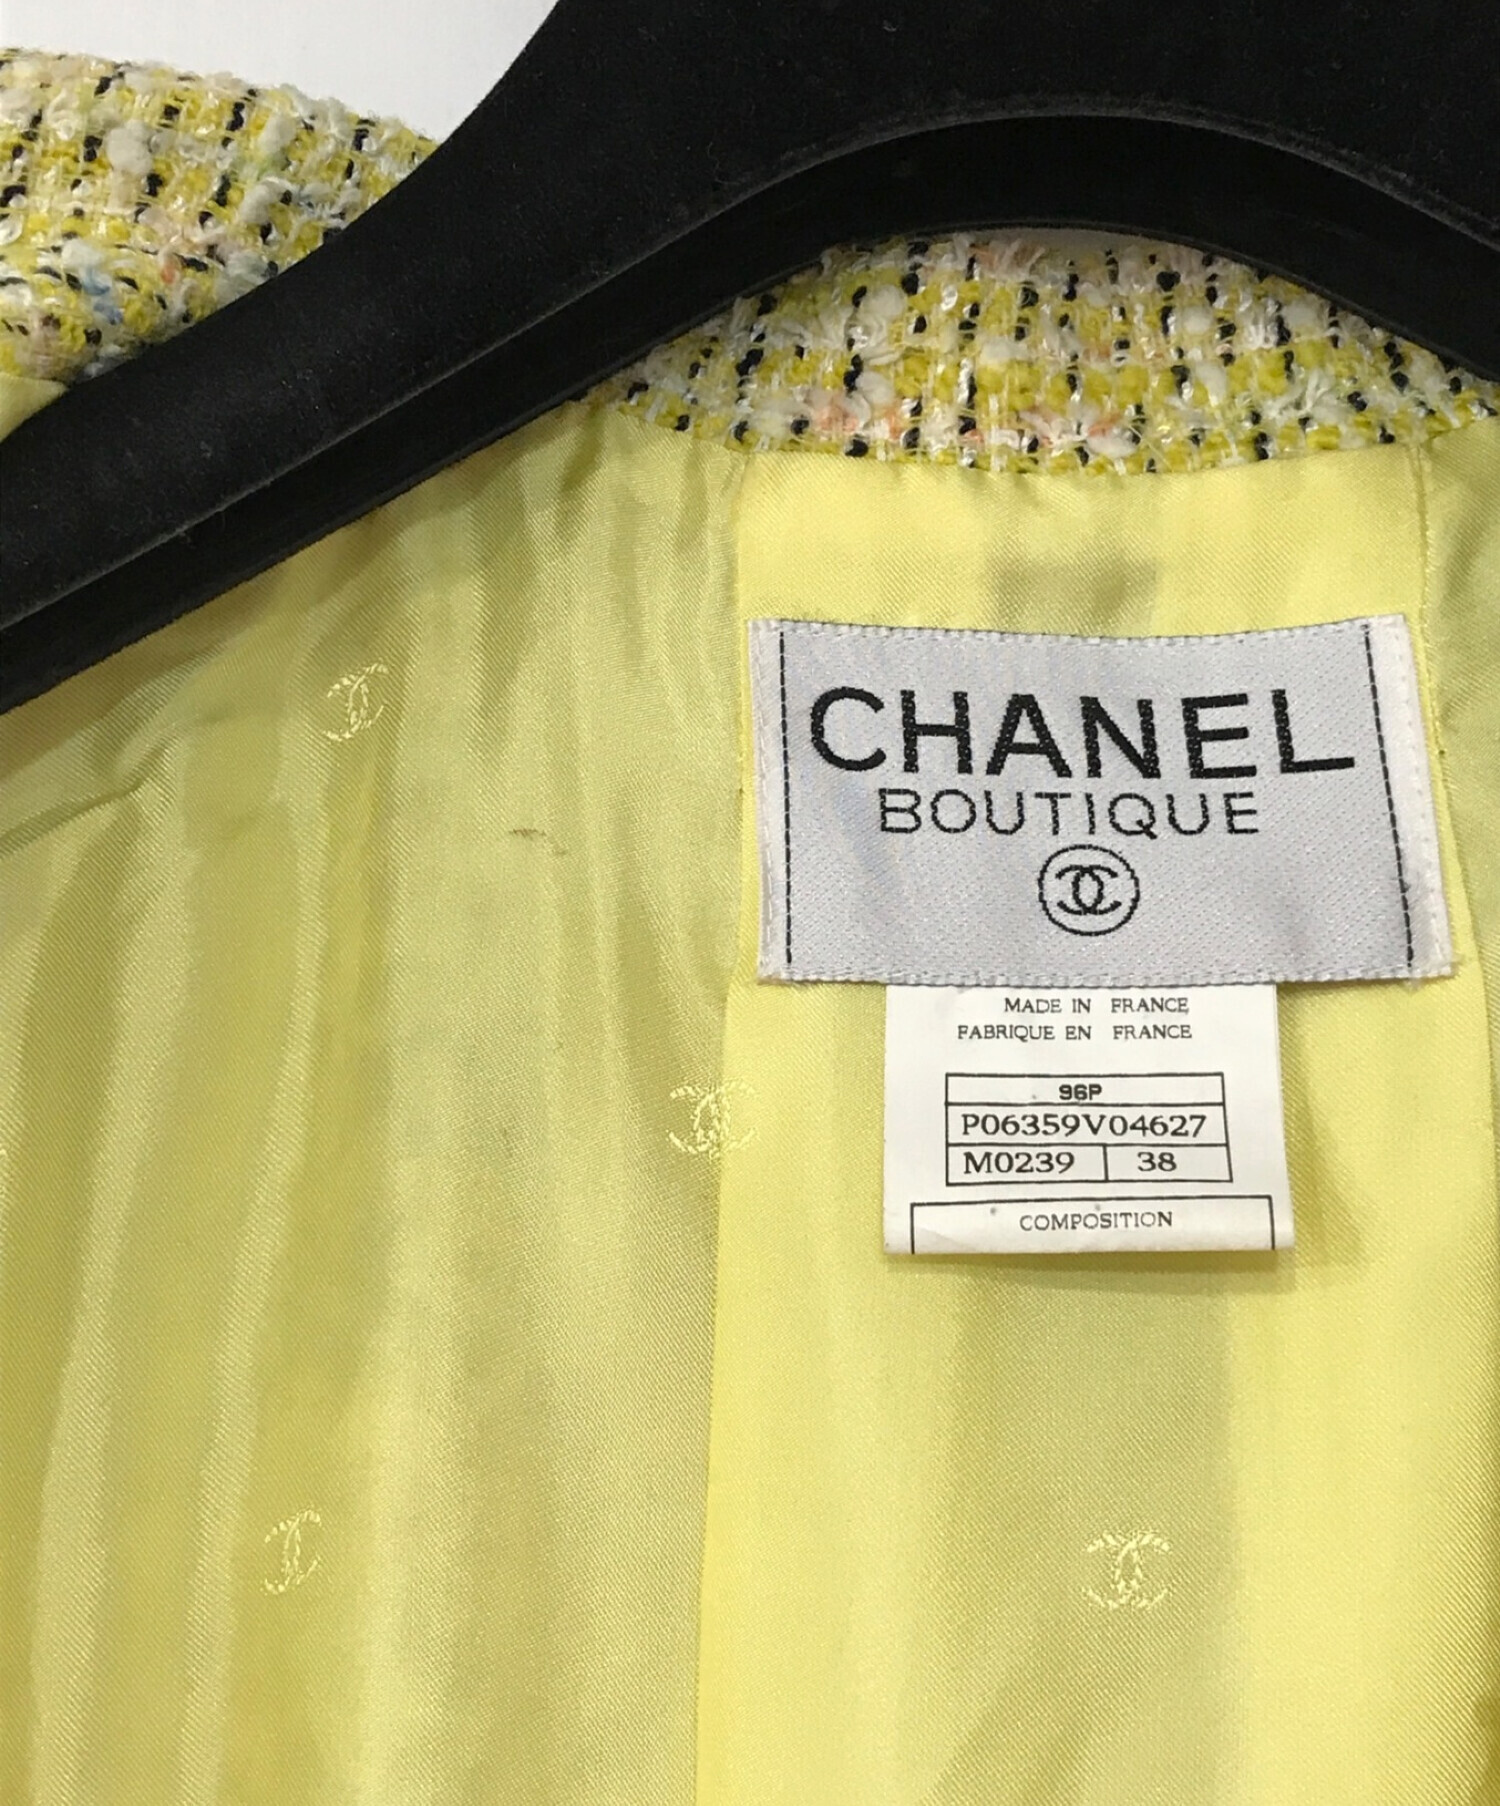 CHANEL
BOUTIQUE
MADE IN FRANCE
FABRIQUE EN FRANCE
96P
P06359V04627
M0239 38
COMPOSITION